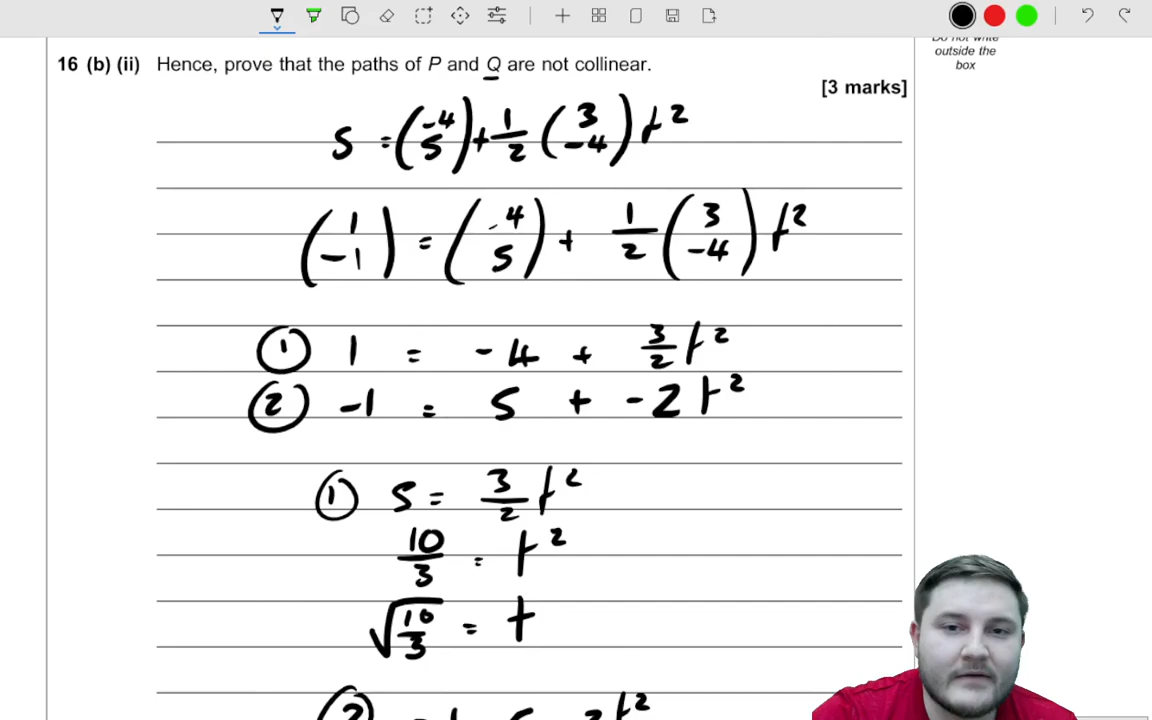 Do not write
outside the
box
16 (b) (ii) Hence, prove that the paths of P and Q are not collinear.
[3 marks]
s = (-4 5) + 1/2 (3 -4) t²
(1 -1) = (-4 5) + 1/2 (3 -4) t²
① 1 = -4 + 3/2 t²
② -1 = 5 + -2t²
① 5 = 3/2 t²
10/3 = t²
√10/3 = t